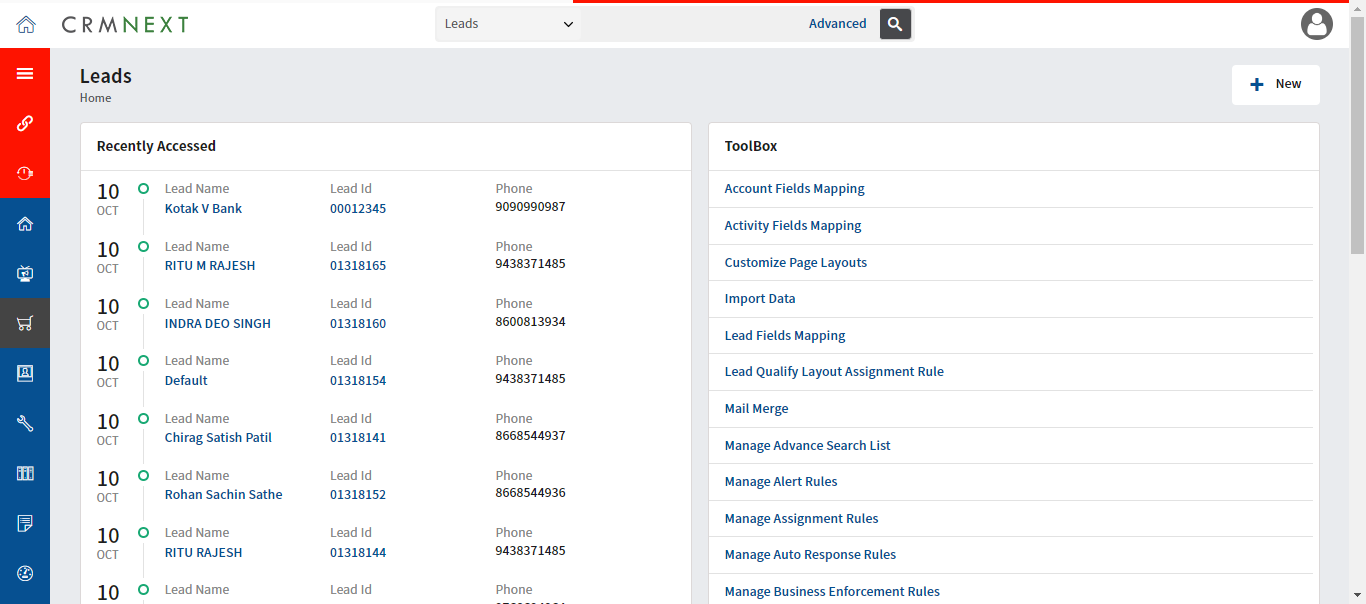 CRMNEXT
Leads
Advanced
Leads
Home
New
Recently Accessed
10 OCT
Lead Name Lead Id Phone
Kotak V Bank 00012345 9090990987
10 OCT
Lead Name Lead Id Phone
RITU M RAJESH 01318165 9438371485
10 OCT
Lead Name Lead Id Phone
INDRA DEO SINGH 01318160 8600813934
10 OCT
Lead Name Lead Id Phone
Default 01318154 9438371485
10 OCT
Lead Name Lead Id Phone
Chirag Satish Patil 01318141 8668544937
10 OCT
Lead Name Lead Id Phone
Rohan Sachin Sathe 01318152 8668544936
10 OCT
Lead Name Lead Id Phone
RITU RAJESH 01318144 9438371485
10
Lead Name Lead Id Phone
ToolBox
Account Fields Mapping
Activity Fields Mapping
Customize Page Layouts
Import Data
Lead Fields Mapping
Lead Qualify Layout Assignment Rule
Mail Merge
Manage Advance Search List
Manage Alert Rules
Manage Assignment Rules
Manage Auto Response Rules
Manage Business Enforcement Rules